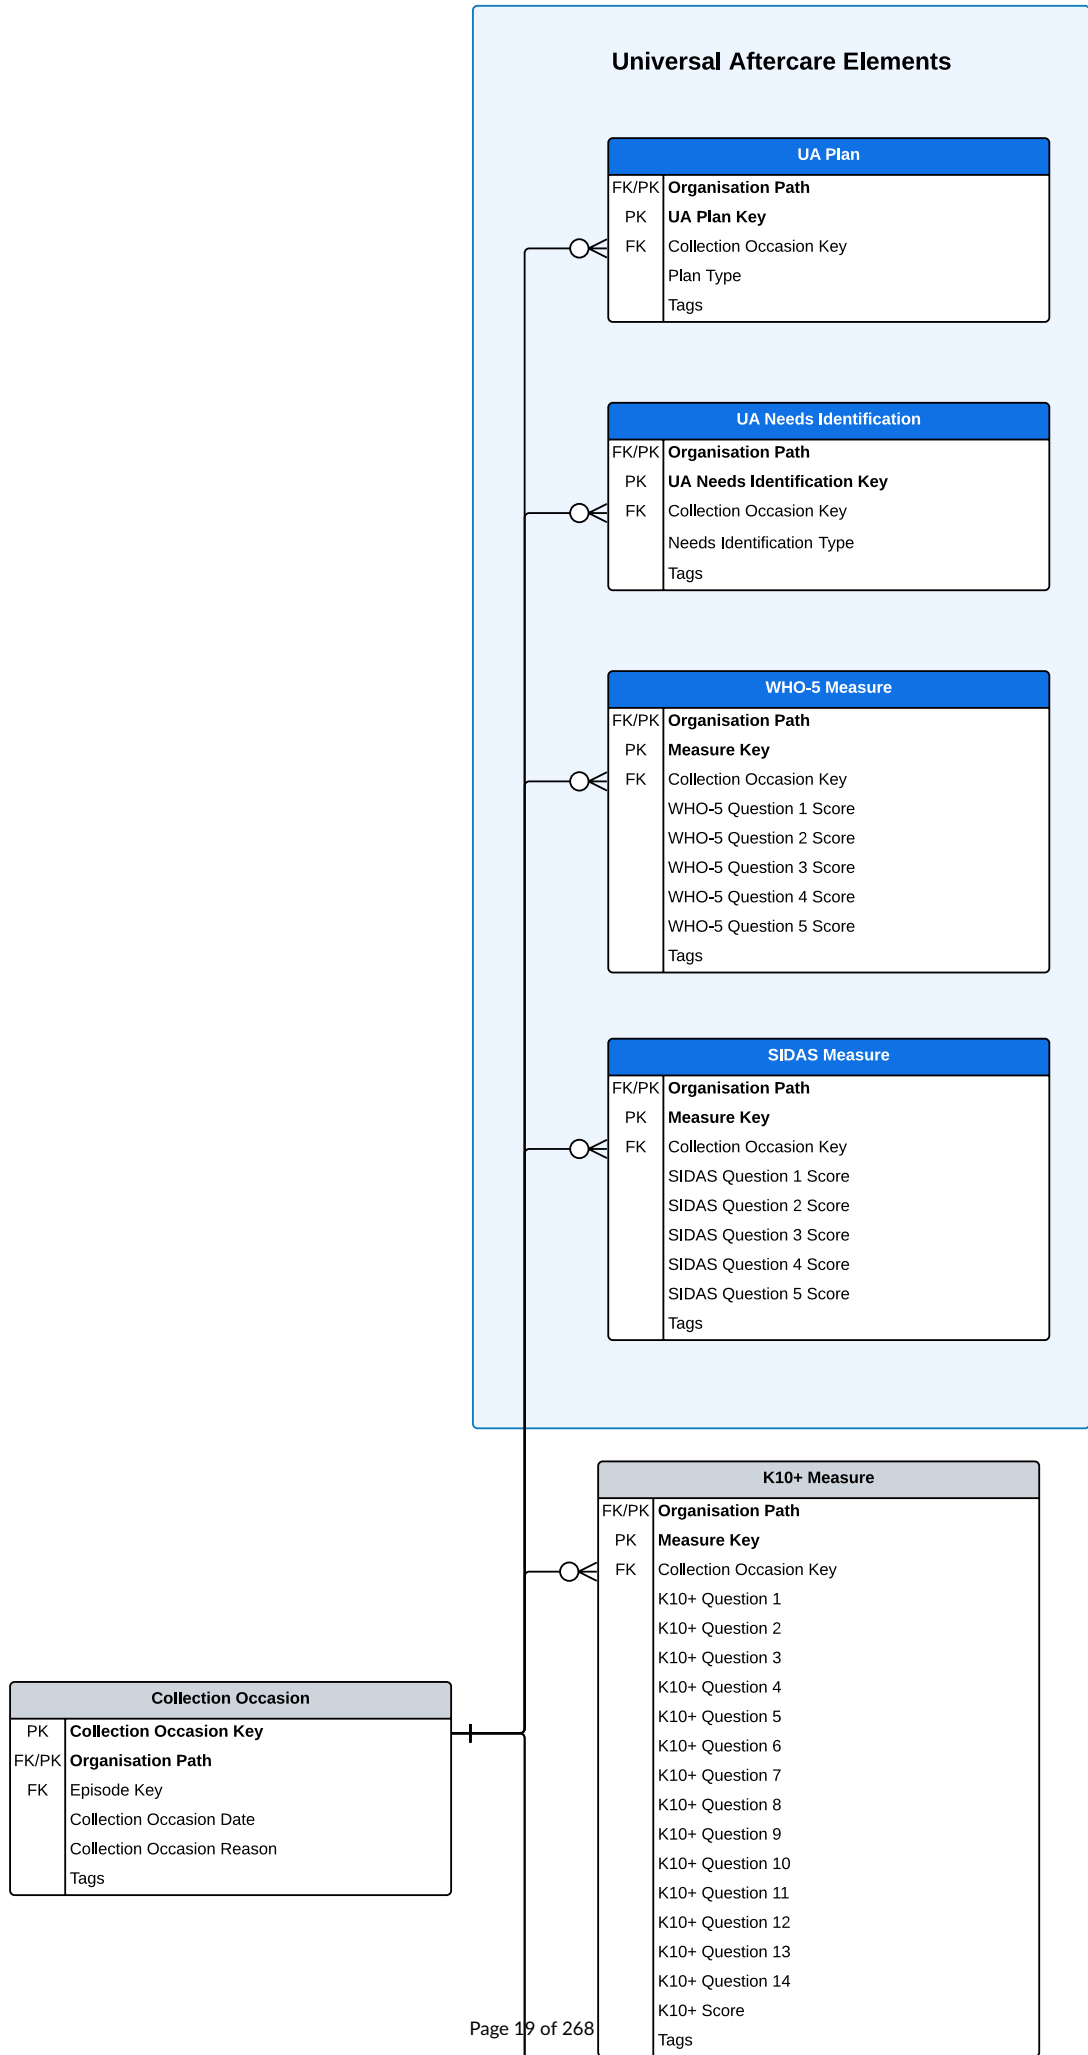 Universal Aftercare Elements
UA Plan
FK/PK Organisation Path
PK UA Plan Key
FK Collection Occasion Key
Plan Type
Tags
UA Needs Identification
FK/PK Organisation Path
PK UA Needs Identification Key
FK Collection Occasion Key
Needs Identification Type
Tags
WHO-5 Measure
FK/PK Organisation Path
PK Measure Key
FK Collection Occasion Key
WHO-5 Question 1 Score
WHO-5 Question 2 Score
WHO-5 Question 3 Score
WHO-5 Question 4 Score
WHO-5 Question 5 Score
Tags
SIDAS Measure
FK/PK Organisation Path
PK Measure Key
FK Collection Occasion Key
SIDAS Question 1 Score
SIDAS Question 2 Score
SIDAS Question 3 Score
SIDAS Question 4 Score
SIDAS Question 5 Score
Tags
K10+ Measure
FK/PK Organisation Path
PK Measure Key
FK Collection Occasion Key
K10+ Question 1
K10+ Question 2
K10+ Question 3
K10+ Question 4
K10+ Question 5
K10+ Question 6
K10+ Question 7
K10+ Question 8
K10+ Question 9
K10+ Question 10
K10+ Question 11
K10+ Question 12
K10+ Question 13
K10+ Question 14
K10+ Score
Tags
Collection Occasion
PK Collection Occasion Key
FK/PK Organisation Path
FK Episode Key
Collection Occasion Date
Collection Occasion Reason
Tags
Page 19 of 268